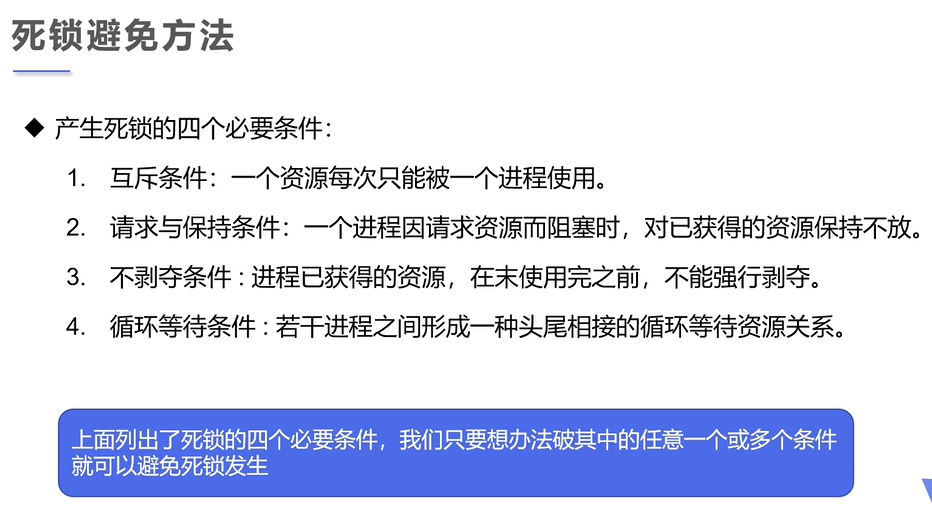 死锁避免方法
◆ 产生死锁的四个必要条件：
1. 互斥条件：一个资源每次只能被一个进程使用。
2. 请求与保持条件：一个进程因请求资源而阻塞时，对已获得的资源保持不放。
3. 不剥夺条件 : 进程已获得的资源，在末使用完之前，不能强行剥夺。
4. 循环等待条件 : 若干进程之间形成一种头尾相接的循环等待资源关系。
上面列出了死锁的四个必要条件，我们只要想办法破其中的任意一个或多个条件
就可以避免死锁发生